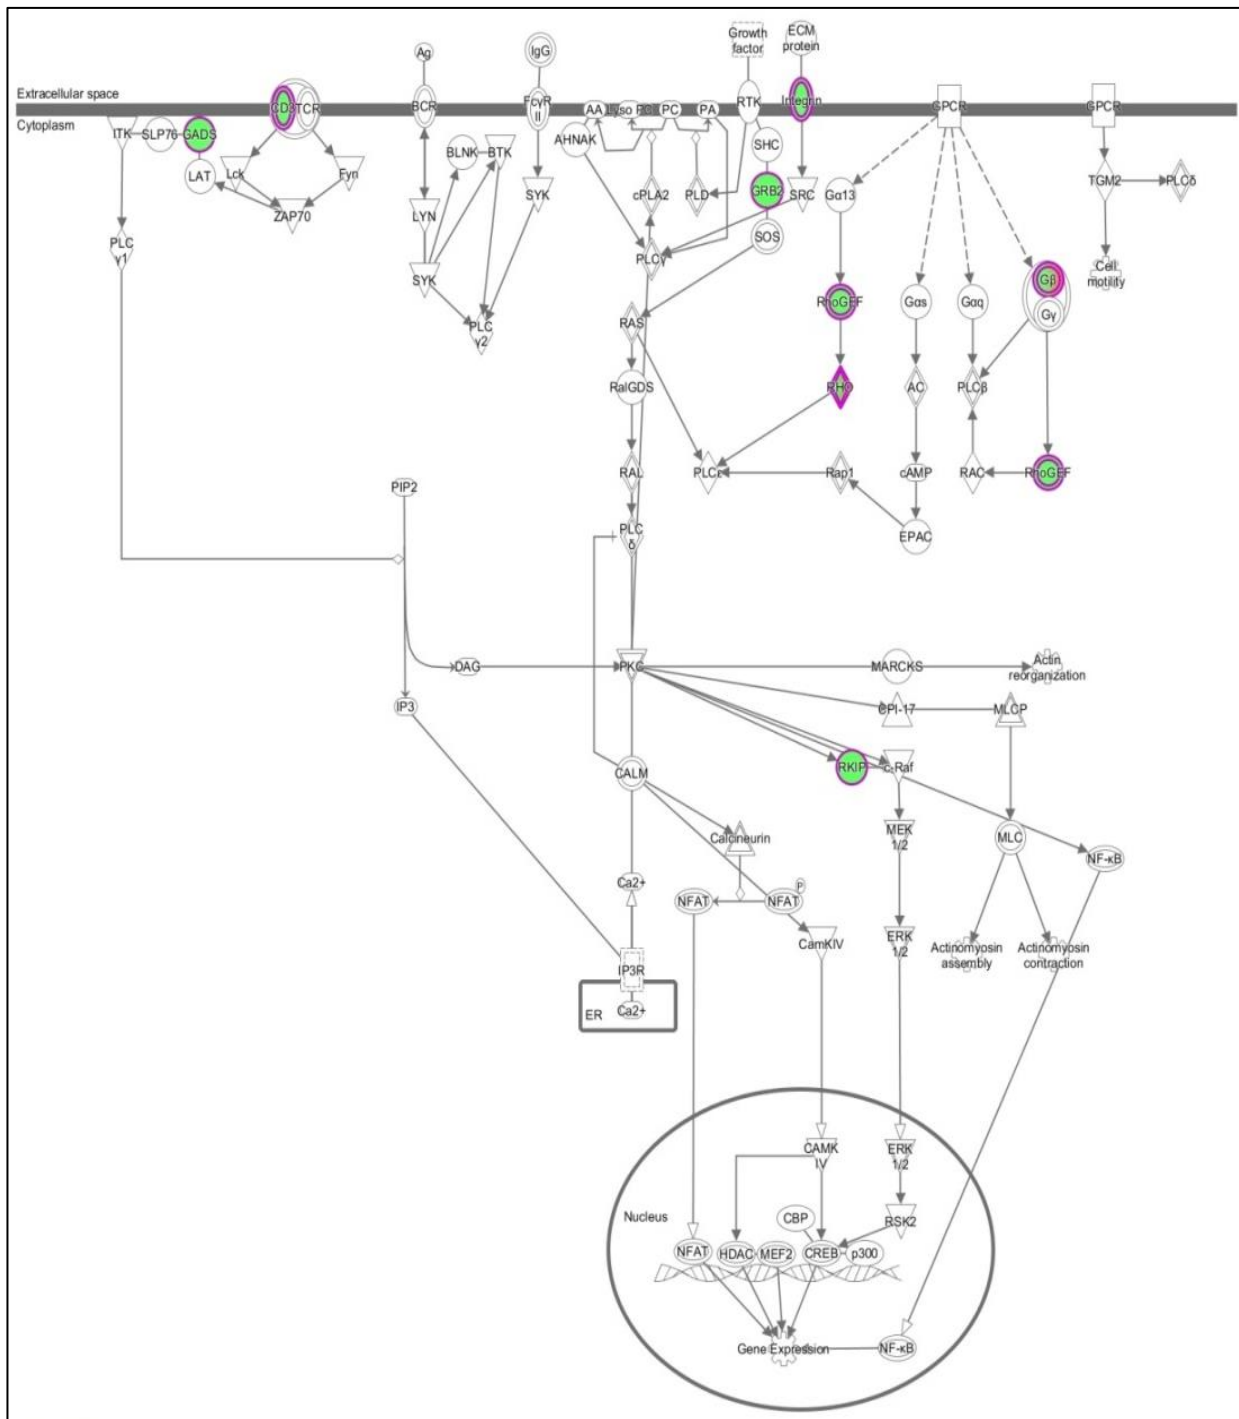 Ag
IgG
Growth
factor
ECM
protein
Extracellular space
Cytoplasm
CD3
TCR
BCR
FcγR
II
AA
Lyso PC
PC
PA
RTK
Integrin
GPCR
GPCR
ITK
SLP76
GADS
LAT
Lck
Fyn
ZAP70
BLNK
BTK
LYN
SYK
SYK
AHNAK
cPLA2
PLD
SHC
GRB2
SRC
SOS
Gα13
TGM2
PLCδ
PLC
γ1
PLCγ
Cell
motility
PLC
γ2
RAS
RhoGEF
Gαs
Gαq
Gβ
Gγ
RalGDS
RHO
AC
PLCβ
RAL
PLCε
Rap1
cAMP
RAC
RhoGEF
PIP2
PLC
δ
EPAC
DAG
PKC
MARCKS
Actin
reorganization
IP3
CPI-17
MLCP
CALM
RKIP
c-Raf
Calcineurin
MEK
1/2
MLC
NF-κB
Ca2+
NFAT
NFAT
P
CamKIV
ERK
1/2
Actinomyosin
assembly
Actinomyosin
contraction
IP3R
ER
Ca2+
CAMK
IV
ERK
1/2
Nucleus
CBP
RSK2
NFAT
HDAC
MEF2
CREB
p300
Gene Expression
NF-κB